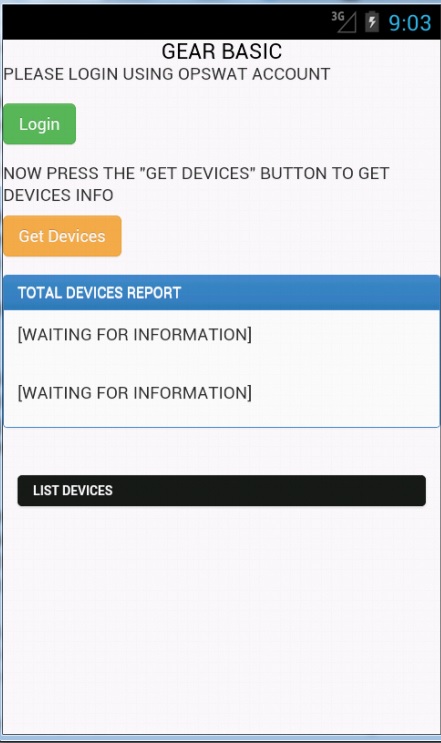 3G 9:03
GEAR BASIC
PLEASE LOGIN USING OPSWAT ACCOUNT
Login
NOW PRESS THE "GET DEVICES" BUTTON TO GET
DEVICES INFO
Get Devices
TOTAL DEVICES REPORT
[WAITING FOR INFORMATION]
[WAITING FOR INFORMATION]
LIST DEVICES